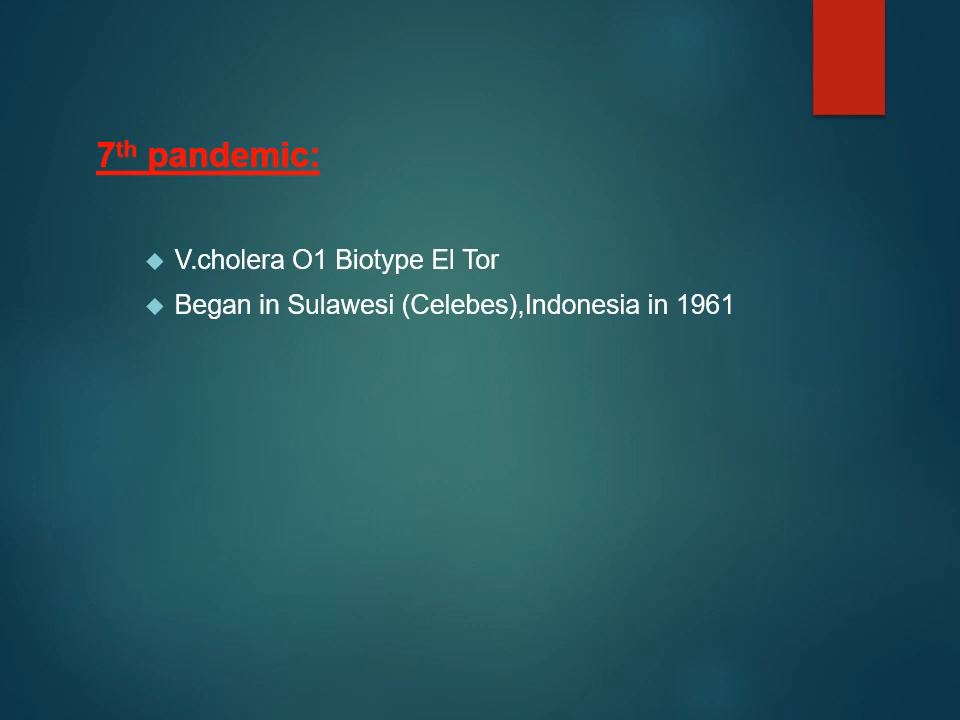 7th pandemic:
V.cholera O1 Biotype El Tor
Began in Sulawesi (Celebes),Indonesia in 1961